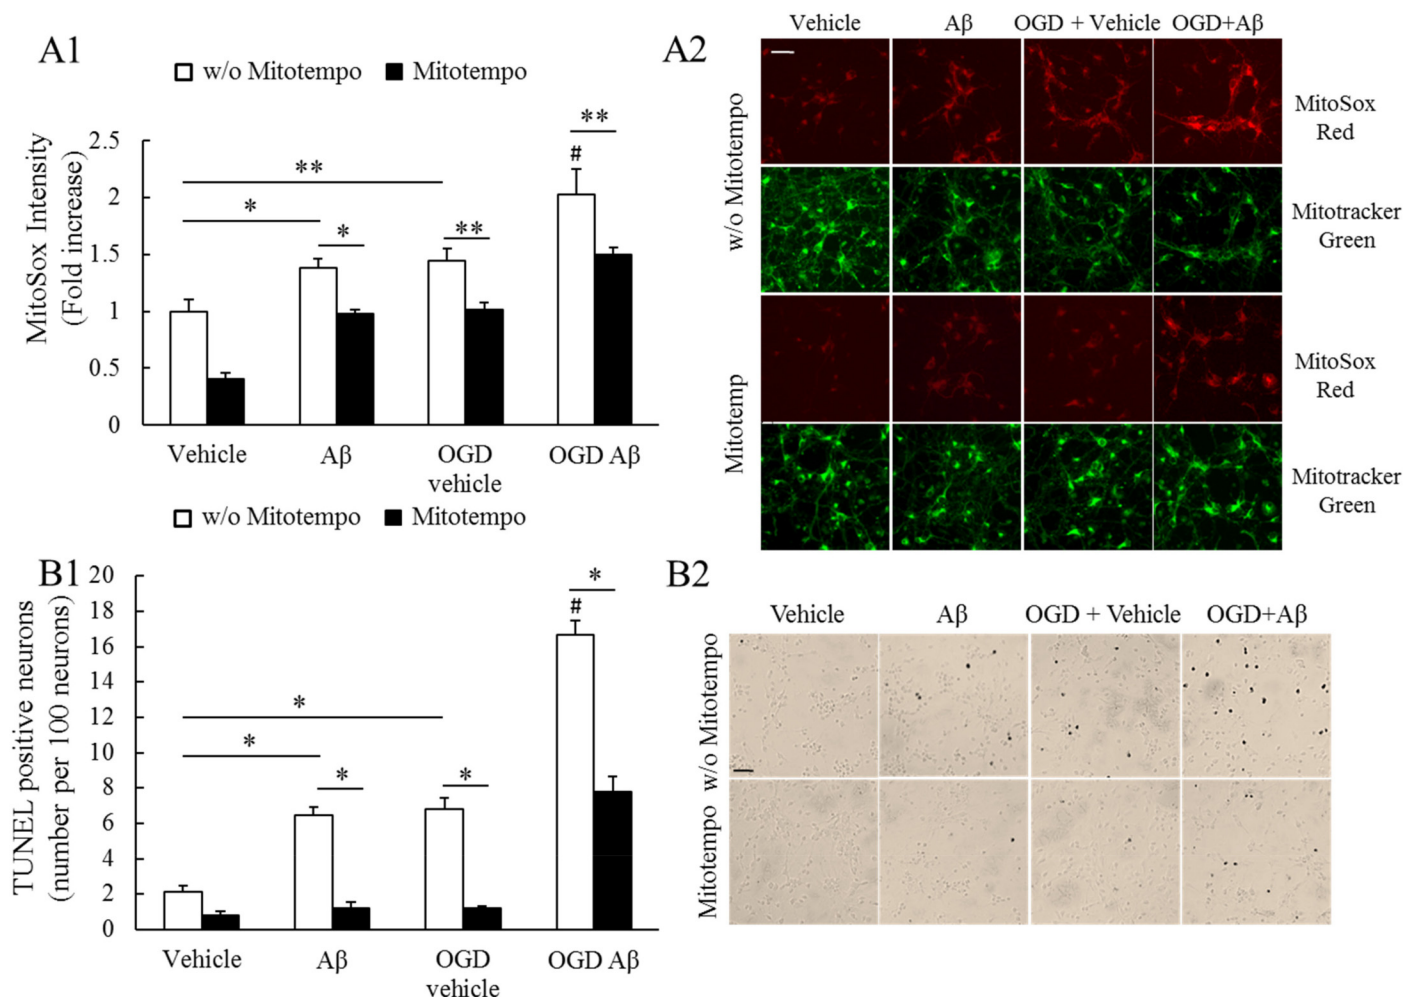 A1
w/o Mitotempo Mitotempo
MitoSox Intensity
(Fold increase)
2.5
2
1.5
1
0.5
0
**
#
**
*
*
**
Vehicle
Aβ
OGD
vehicle
OGD Aβ
A2
Vehicle
Aβ
OGD + Vehicle
OGD+Aβ
w/o Mitotempo
Mitotemp
MitoSox
Red
Mitotracker
Green
MitoSox
Red
Mitotracker
Green
w/o Mitotempo Mitotempo
B1
TUNEL positive neurons
(number per 100 neurons)
20
18
16
14
12
10
8
6
4
2
0
*
#
*
*
*
*
Vehicle
Aβ
OGD
vehicle
OGD Aβ
B2
Vehicle
Aβ
OGD + Vehicle
OGD+Aβ
w/o Mitotempo
Mitotempo